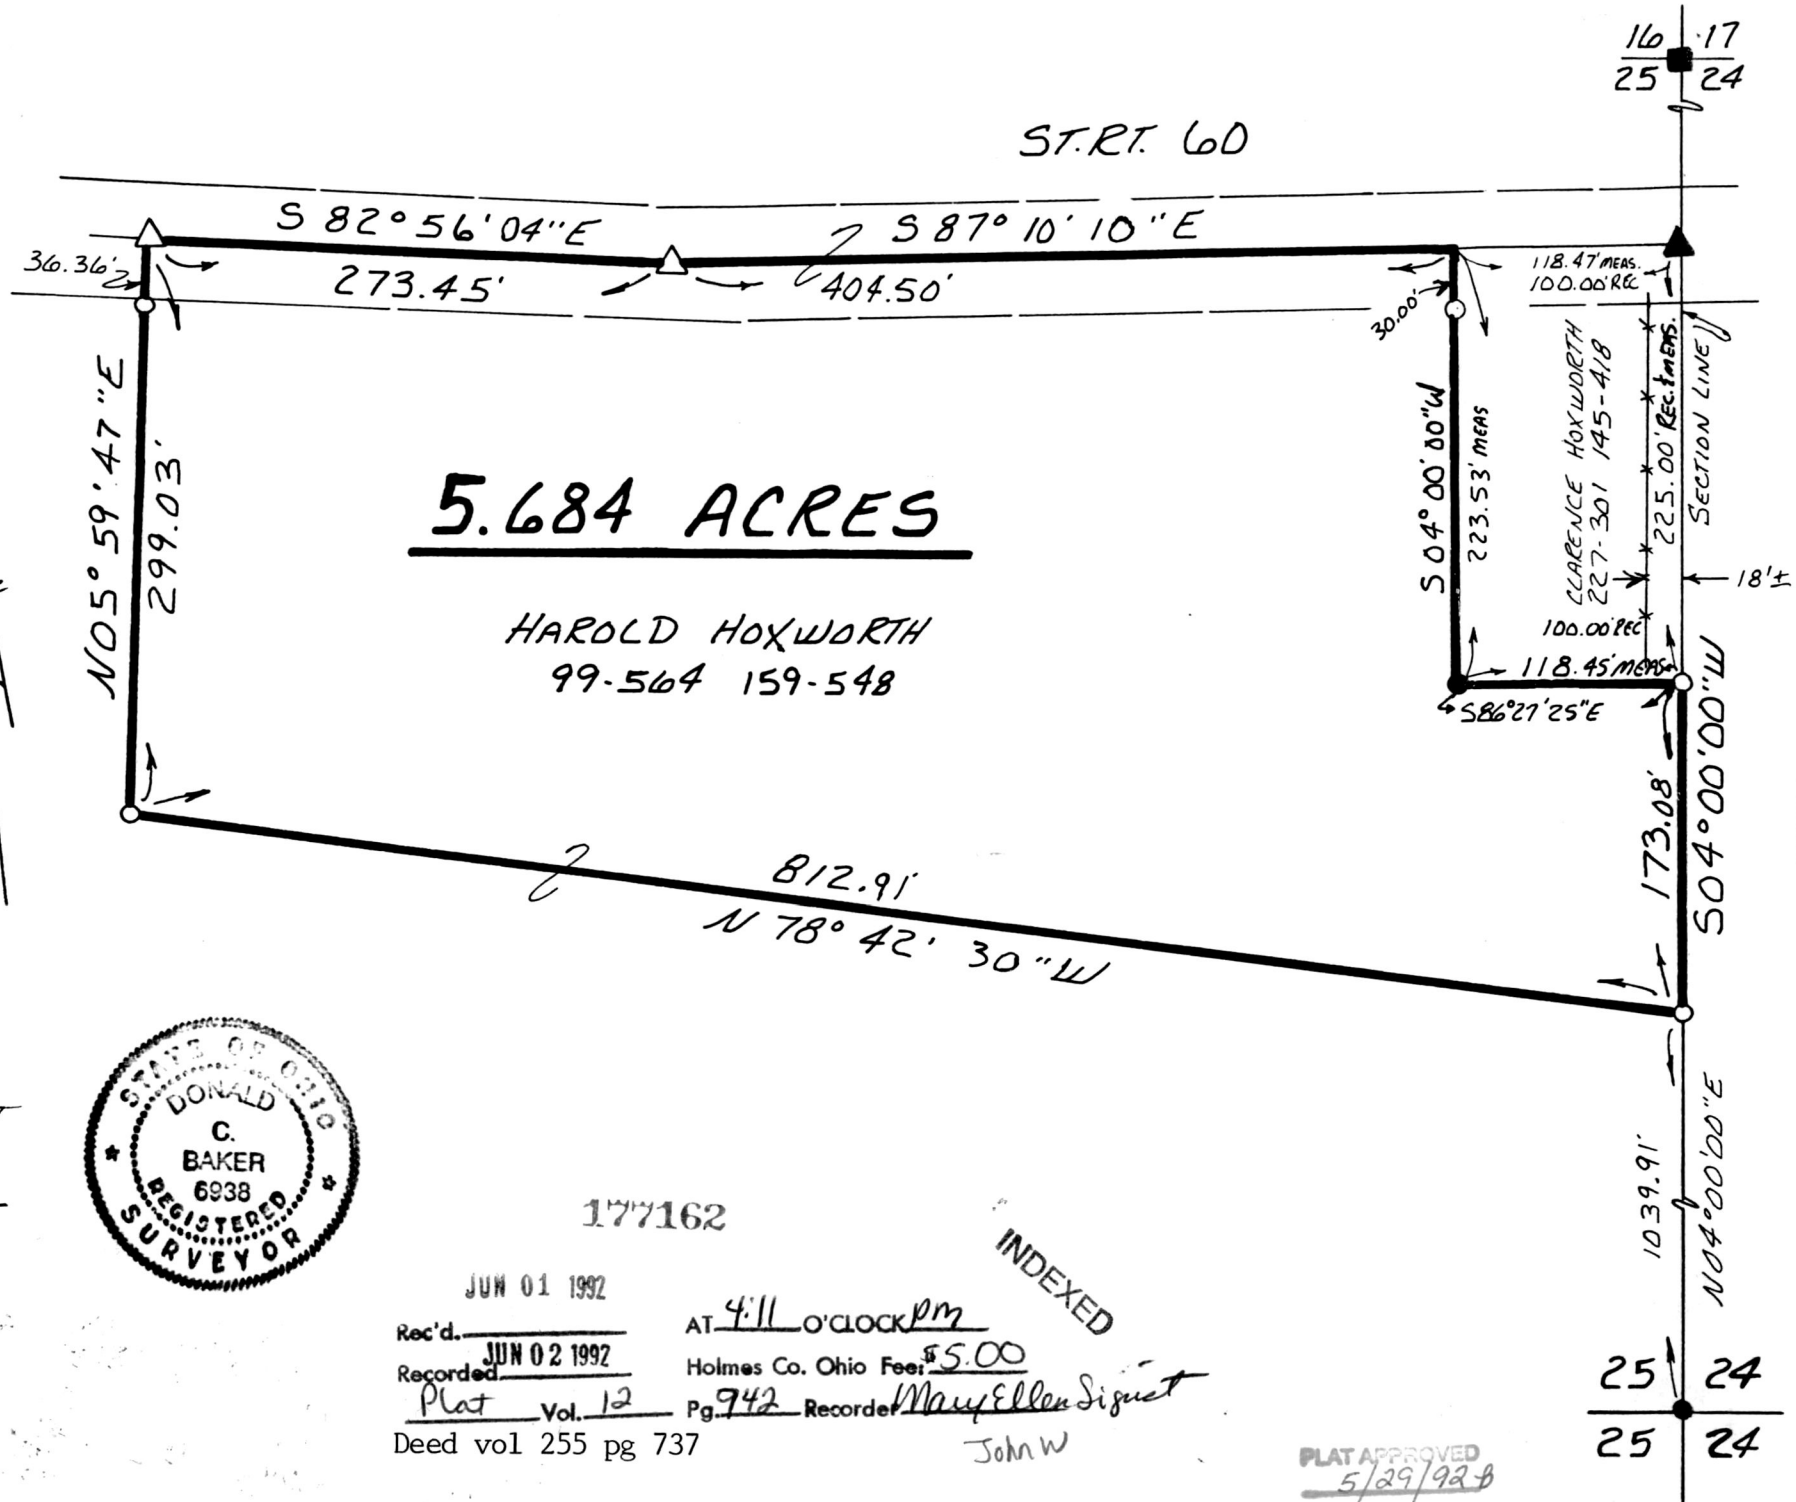 16 17
25 24
ST. RT. 60
S 82° 56' 04" E
S 87° 10' 10" E
36.36'
273.45'
404.50'
118.47' MEAS.
100.00' REC
30.00'
N 05° 59' 47" E
299.03'
S 04° 00' 00" W
223.53' MEAS
CLARENCE HOXWORTH
227-301 145-418
225.00' REC. & MEAS.
SECTION LINE
18'±
5.684 ACRES
HAROLD HOXWORTH
99-564 159-548
100.00' REC
118.45' MEAS
S 86° 27' 25" E
S 04° 00' 00" W
173.08'
812.91'
N 78° 42' 30" W
STATE OF OHIO
DONALD
C.
BAKER
6938
REGISTERED
SURVEYOR
1039.91'
N 04° 00' 00" E
177162
INDEXED
JUN 01 1992
Rec'd. AT 4:11 O'CLOCK PM
Recorded JUN 02 1992 Holmes Co. Ohio Fee: $5.00
Plat Vol. 12 Pg. 942 Recorder Mary Ellen Signet
Deed vol 255 pg 737
John W
25 24
25 24
PLAT APPROVED
5/29/92